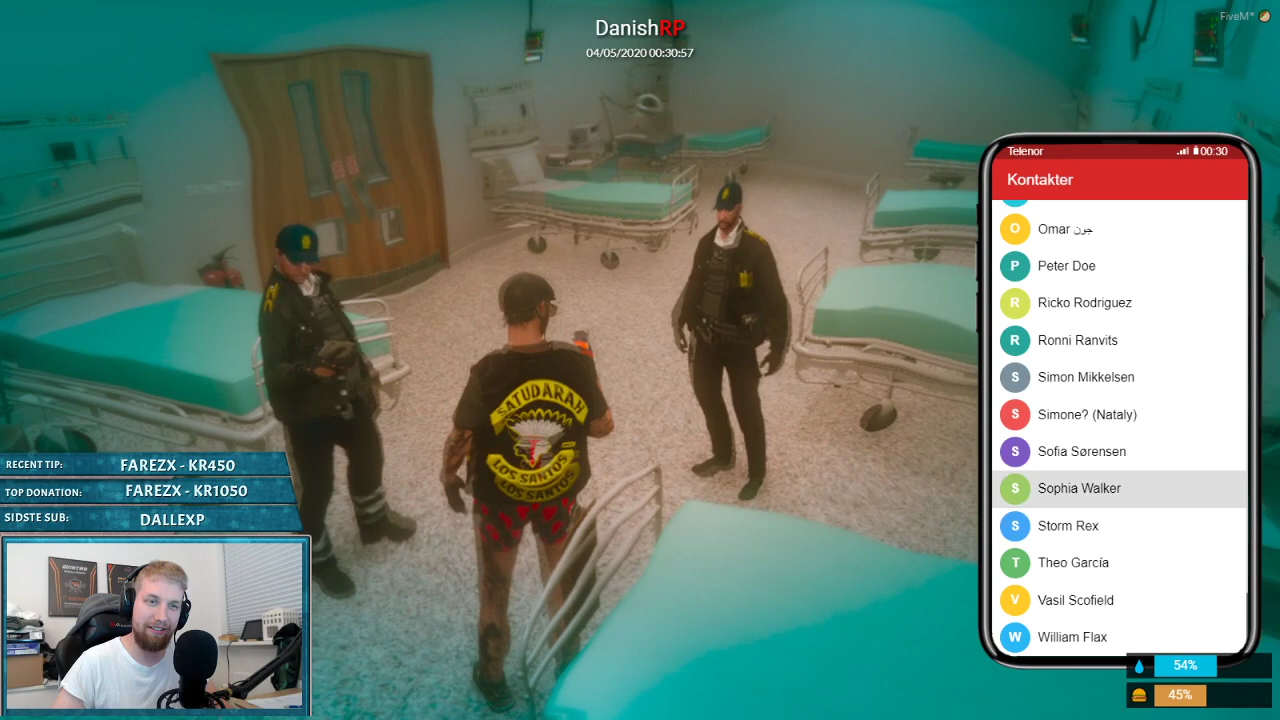 DanishRP
04/05/2020 00:30:57
FiveM*
Telenor
00:30
Kontakter
O
Omar جون
P
Peter Doe
R
Ricko Rodriguez
R
Ronni Ranvits
S
Simon Mikkelsen
S
Simone? (Nataly)
S
Sofia Sørensen
S
Sophia Walker
S
Storm Rex
T
Theo García
V
Vasil Scofield
W
William Flax
SATUDARAH
LOS SANTOS
LOS SANTOS
RECENT TIP: FAREZX - KR450
TOP DONATION: FAREZX - KR1050
SIDSTE SUB: DALLEXP
54%
45%